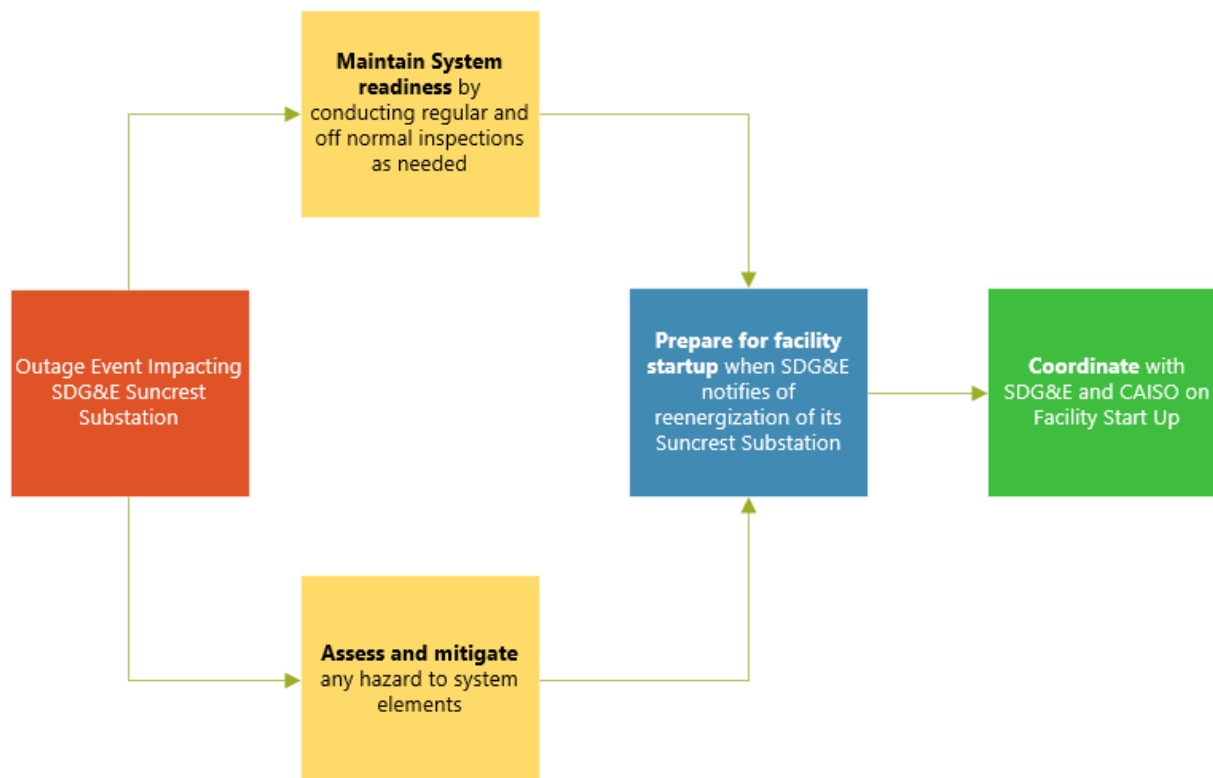 Maintain System
readiness by
conducting regular and
off normal inspections
as needed
Outage Event Impacting
SDG&E Suncrest
Substation
Assess and mitigate
any hazard to system
elements
Prepare for facility
startup when SDG&E
notifies of
reenergization of its
Suncrest Substation
Coordinate with
SDG&E and CAISO on
Facility Start Up